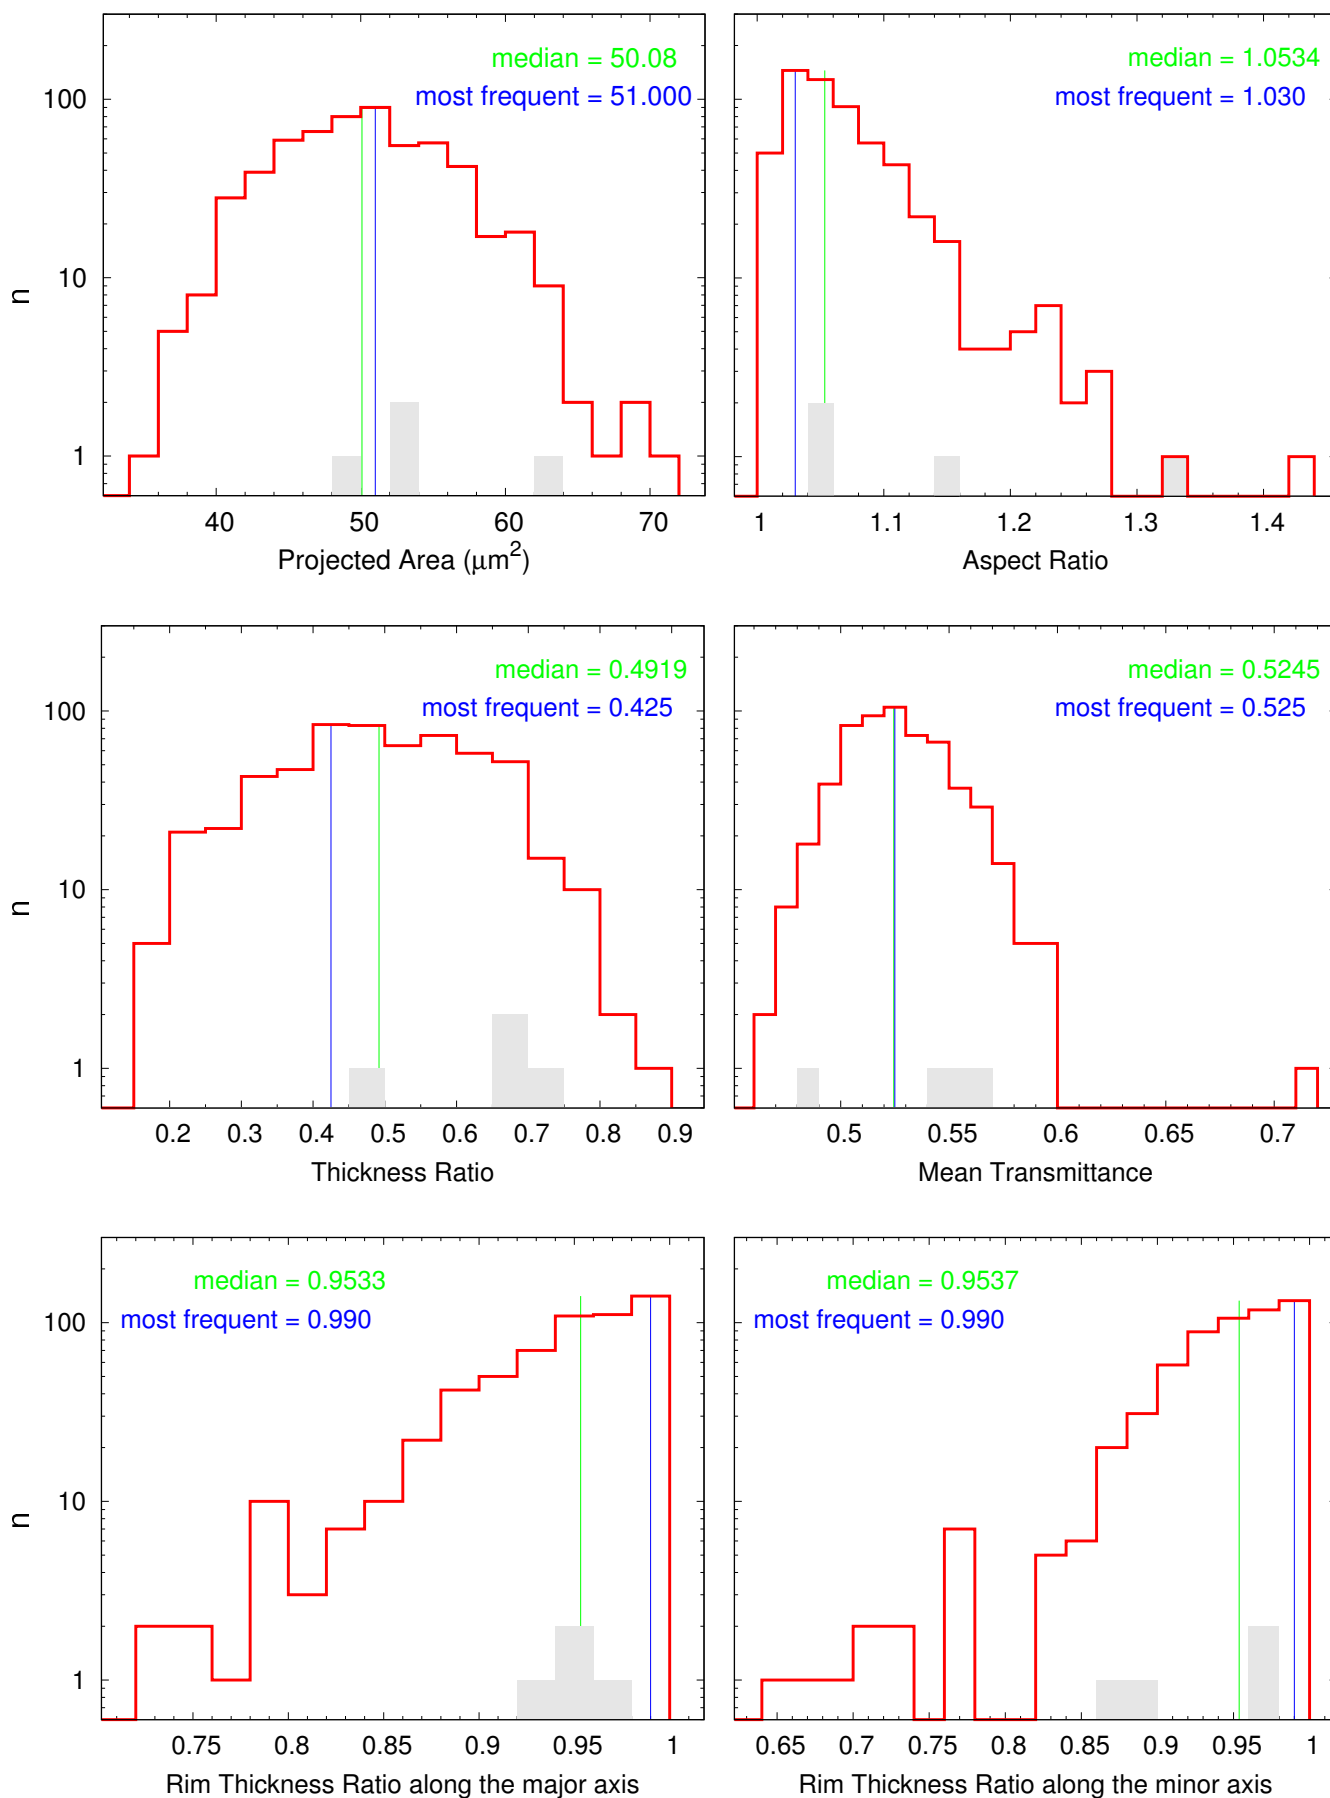 median = 50.08
most frequent = 51.000
100
10
1
n
40 50 60 70
Projected Area (μm²)
median = 1.0534
most frequent = 1.030
1 1.1 1.2 1.3 1.4
Aspect Ratio
median = 0.4919
most frequent = 0.425
100
10
1
n
0.2 0.3 0.4 0.5 0.6 0.7 0.8 0.9
Thickness Ratio
median = 0.5245
most frequent = 0.525
0.5 0.55 0.6 0.65 0.7
Mean Transmittance
median = 0.9533
most frequent = 0.990
100
10
1
n
0.75 0.8 0.85 0.9 0.95 1
Rim Thickness Ratio along the major axis
median = 0.9537
most frequent = 0.990
0.65 0.7 0.75 0.8 0.85 0.9 0.95 1
Rim Thickness Ratio along the minor axis